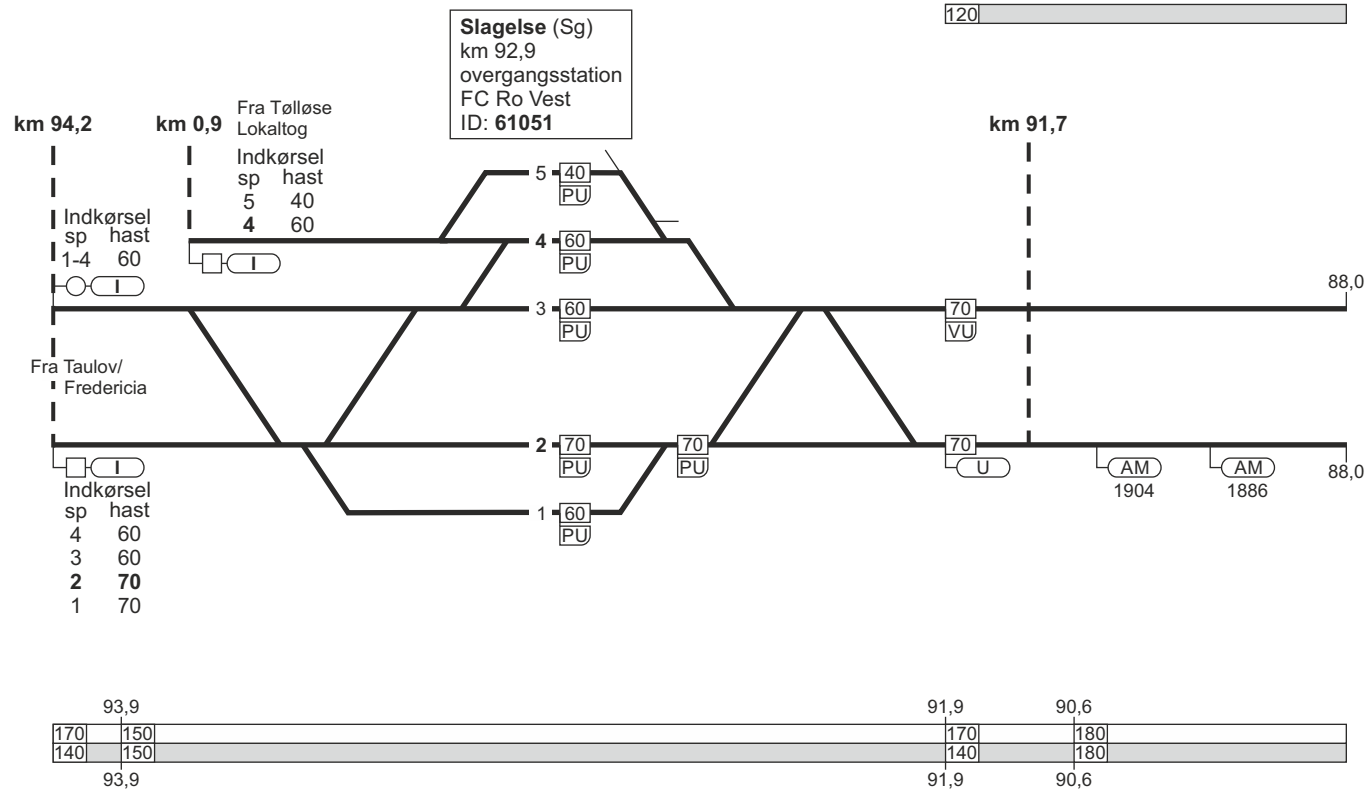 120
Slagelse (Sg)
km 92,9
overgangsstation
FC Ro Vest
ID: 61051
km 94,2
km 0,9
Fra Tølløse
Lokaltog
km 91,7
Indkørsel
sp hast
5 40
4 60
5 40
PU
Indkørsel
sp hast
1-4 60
I
I
4 60
PU
88,0
3 60
PU
70
VU
Fra Taulov/
Fredericia
2 70
PU
70
PU
70
U
I
AM
1904
AM
1886
88,0
Indkørsel
sp hast
4 60
3 60
2 70
1 70
1 60
PU
93,9 91,9 90,6
170 150 170 180
140 150 140 180
93,9 91,9 90,6